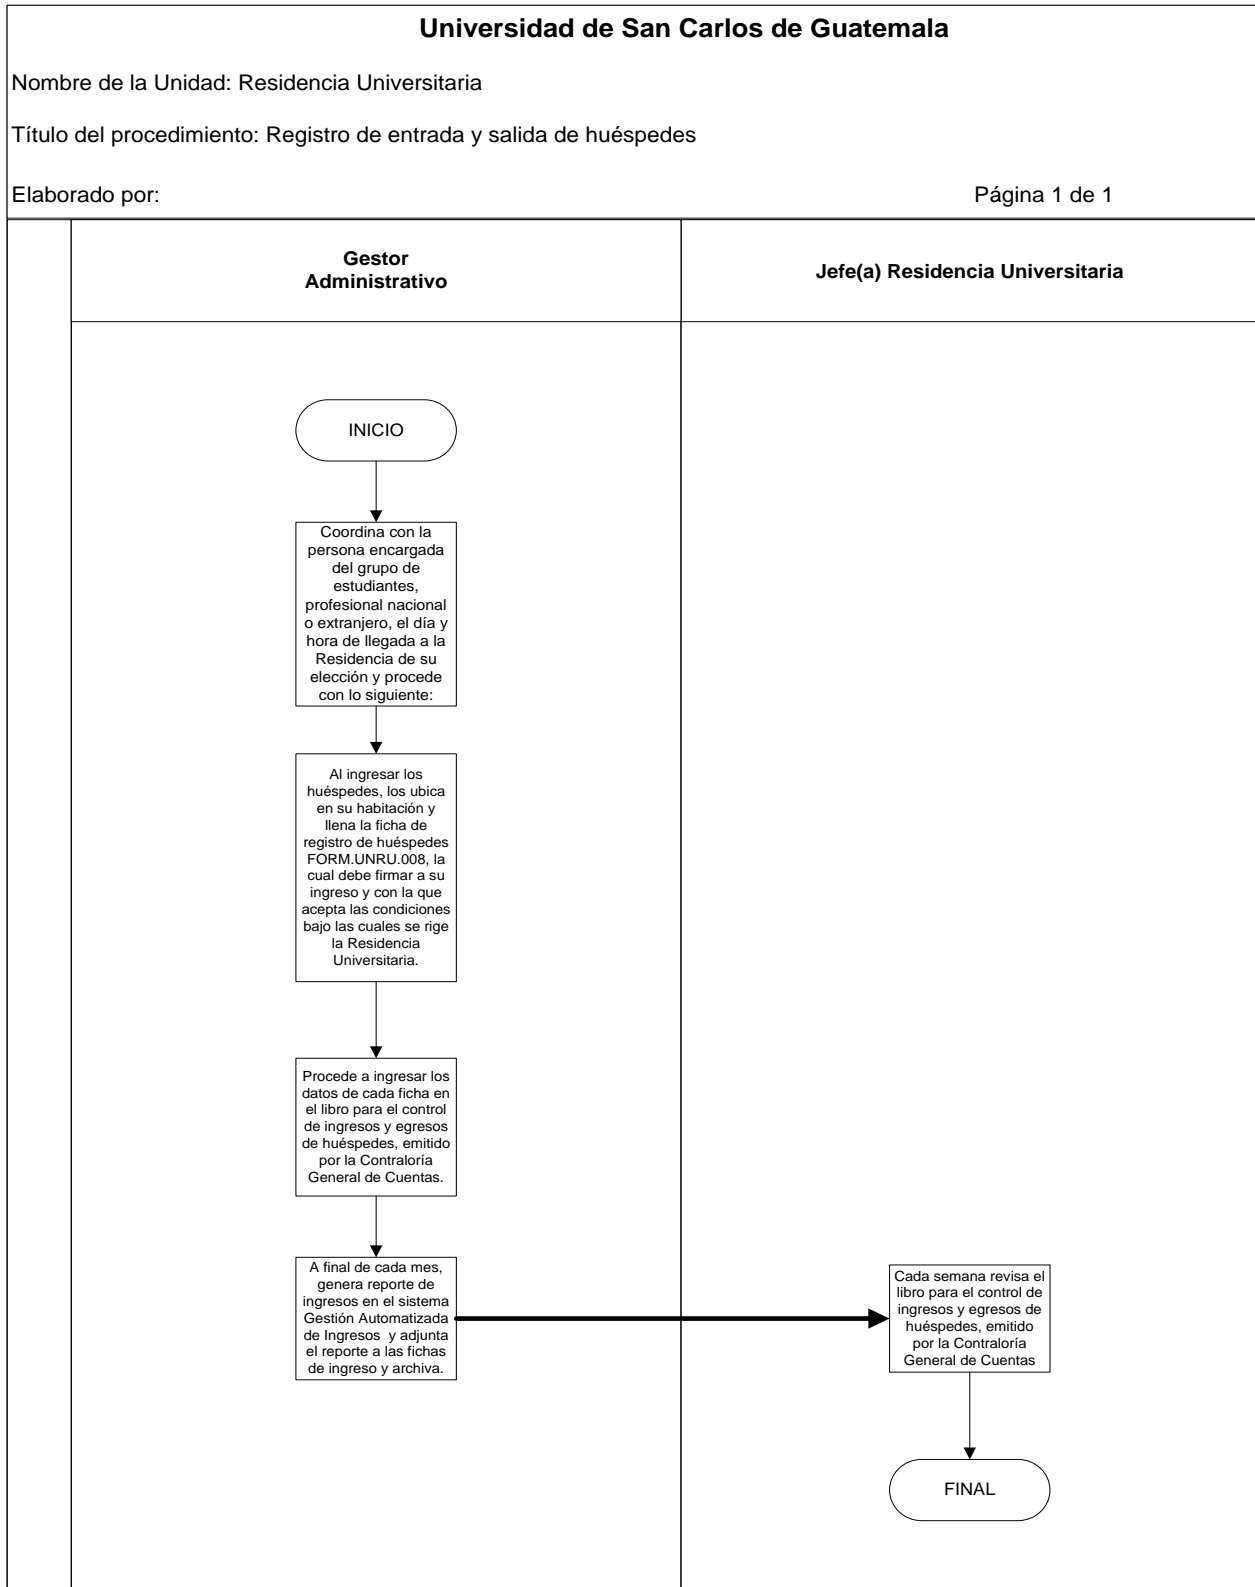 Universidad de San Carlos de Guatemala
Nombre de la Unidad: Residencia Universitaria
Título del procedimiento: Registro de entrada y salida de huéspedes
Elaborado por:
Página 1 de 1
Gestor
Administrativo
Jefe(a) Residencia Universitaria
INICIO
Coordina con la
persona encargada
del grupo de
estudiantes,
profesional nacional
o extranjero, el día y
hora de llegada a la
Residencia de su
elección y procede
con lo siguiente:
Al ingresar los
huéspedes, los ubica
en su habitación y
llena la ficha de
registro de huéspedes
FORM.UNRU.008, la
cual debe firmar a su
ingreso y con la que
acepta las condiciones
bajo las cuales se rige
la Residencia
Universitaria.
Procede a ingresar los
datos de cada ficha en
el libro para el control
de ingresos y egresos
de huéspedes, emitido
por la Contraloría
General de Cuentas.
A final de cada mes,
genera reporte de
ingresos en el sistema
Gestión Automatizada
de Ingresos  y adjunta
el reporte a las fichas
de ingreso y archiva.
Cada semana revisa el
libro para el control de
ingresos y egresos de
huéspedes, emitido
por la Contraloría
General de Cuentas
FINAL